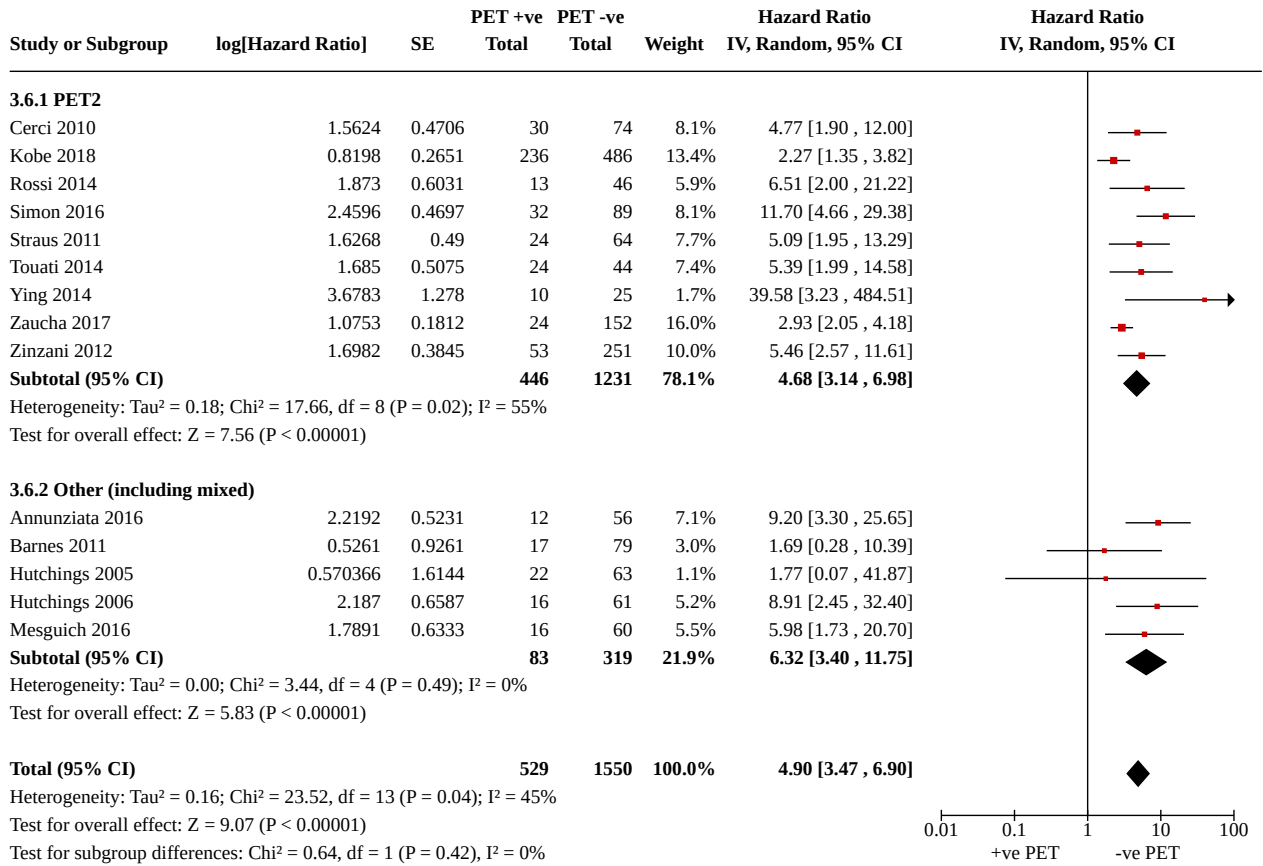 PET +ve PET -ve Hazard Ratio Hazard Ratio
Study or Subgroup log[Hazard Ratio] SE Total Total Weight IV, Random, 95% CI IV, Random, 95% CI
3.6.1 PET2
Cerci 2010 1.5624 0.4706 30 74 8.1% 4.77 [1.90 , 12.00]
Kobe 2018 0.8198 0.2651 236 486 13.4% 2.27 [1.35 , 3.82]
Rossi 2014 1.873 0.6031 13 46 5.9% 6.51 [2.00 , 21.22]
Simon 2016 2.4596 0.4697 32 89 8.1% 11.70 [4.66 , 29.38]
Straus 2011 1.6268 0.49 24 64 7.7% 5.09 [1.95 , 13.29]
Touati 2014 1.685 0.5075 24 44 7.4% 5.39 [1.99 , 14.58]
Ying 2014 3.6783 1.278 10 25 1.7% 39.58 [3.23 , 484.51]
Zaucha 2017 1.0753 0.1812 24 152 16.0% 2.93 [2.05 , 4.18]
Zinzani 2012 1.6982 0.3845 53 251 10.0% 5.46 [2.57 , 11.61]
Subtotal (95% CI) 446 1231 78.1% 4.68 [3.14 , 6.98]
Heterogeneity: Tau² = 0.18; Chi² = 17.66, df = 8 (P = 0.02); I² = 55%
Test for overall effect: Z = 7.56 (P < 0.00001)
3.6.2 Other (including mixed)
Annunziata 2016 2.2192 0.5231 12 56 7.1% 9.20 [3.30 , 25.65]
Barnes 2011 0.5261 0.9261 17 79 3.0% 1.69 [0.28 , 10.39]
Hutchings 2005 0.570366 1.6144 22 63 1.1% 1.77 [0.07 , 41.87]
Hutchings 2006 2.187 0.6587 16 61 5.2% 8.91 [2.45 , 32.40]
Mesguich 2016 1.7891 0.6333 16 60 5.5% 5.98 [1.73 , 20.70]
Subtotal (95% CI) 83 319 21.9% 6.32 [3.40 , 11.75]
Heterogeneity: Tau² = 0.00; Chi² = 3.44, df = 4 (P = 0.49); I² = 0%
Test for overall effect: Z = 5.83 (P < 0.00001)
Total (95% CI) 529 1550 100.0% 4.90 [3.47 , 6.90]
Heterogeneity: Tau² = 0.16; Chi² = 23.52, df = 13 (P = 0.04); I² = 45%
Test for overall effect: Z = 9.07 (P < 0.00001)
Test for subgroup differences: Chi² = 0.64, df = 1 (P = 0.42), I² = 0%
0.01 0.1 1 10 100
+ve PET -ve PET